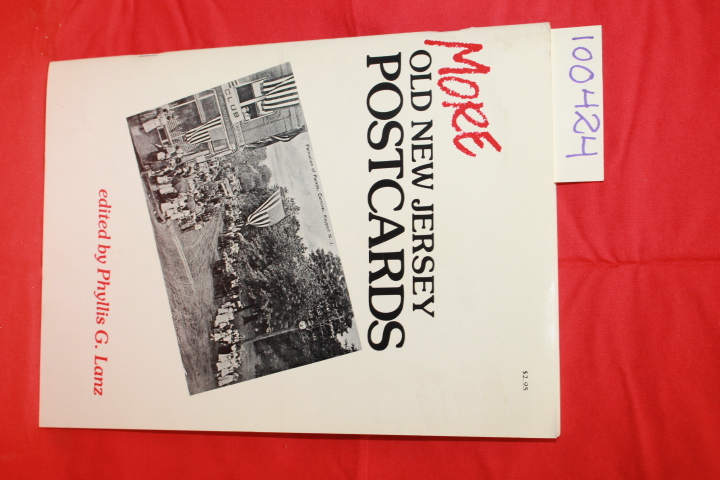 MORE
OLD NEW JERSEY
POSTCARDS
CLUB
edited by Phyllis G. Lanz
$2.95
100424